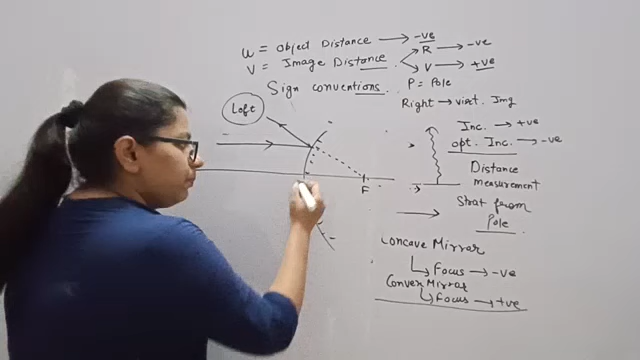 u = Object Distance → -ve
V = Image Distance
R → -ve
V → +ve
Sign conventions.
P = Pole
Right → virt. Img
Left
-
Inc. → +ve
opt. Inc. → -ve
Distance
measurement
→ Strat from
Pole
F
Concave Mirror
Focus → -ve
Convex Mirror
Focus → +ve